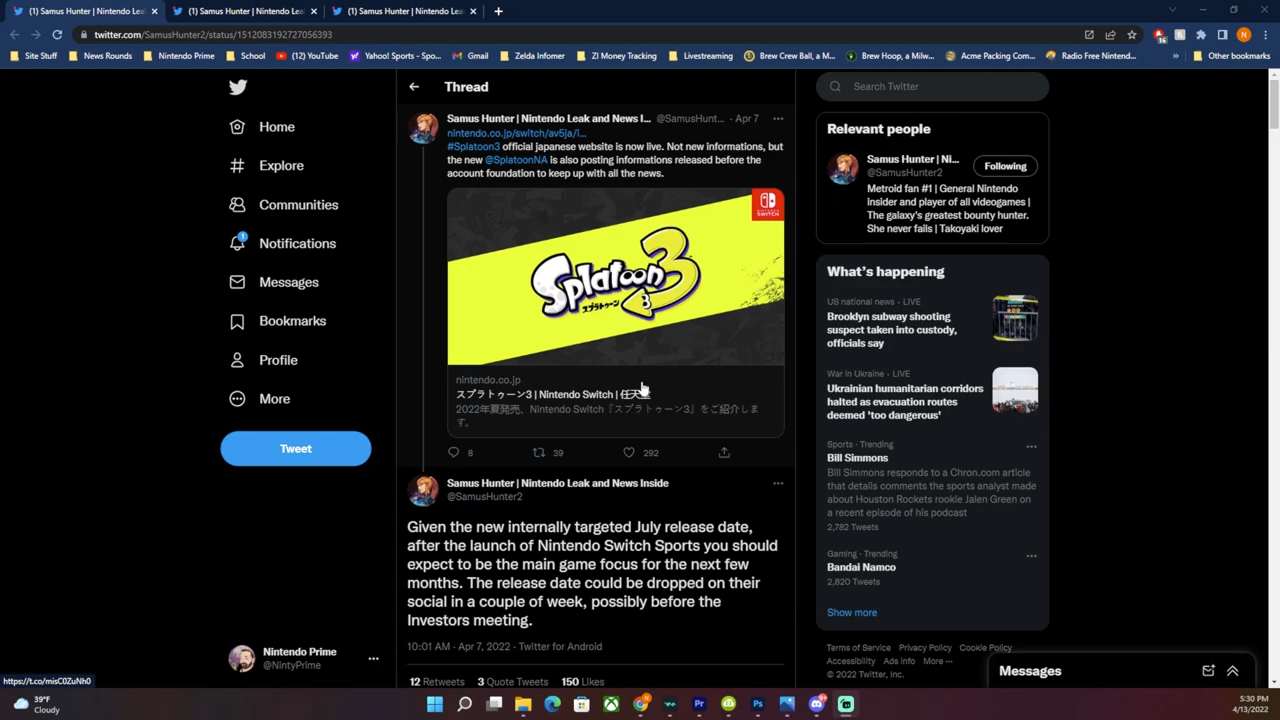 (1) Samus Hunter | Nintendo Leak
(1) Samus Hunter | Nintendo Leak
(1) Samus Hunter | Nintendo Leak
twitter.com/SamusHunter2/status/1512083192727056393
Site Stuff
News Rounds
Nintendo Prime
School
(12) YouTube
Yahoo! Sports - Spo...
Gmail
Zelda Infomer
ZI Money Tracking
Livestreaming
Brew Crew Ball, a M...
Brew Hoop, a Milw...
Acme Packing Com...
Radio Free Nintend...
Other bookmarks
Home
Explore
Communities
Notifications
Messages
Bookmarks
Profile
More
Tweet
Nintendo Prime
@NintyPrime
Thread
Samus Hunter | Nintendo Leak and News I... @SamusHunt... · Apr 7
nintendo.co.jp/switch/av5ja/i...
#Splatoon3 official japanese website is now live. Not new informations, but
the new @SplatoonNA is also posting informations released before the
account foundation to keep up with all the news.
NINTENDO
SWITCH
Splatoon 3
スプラトゥーン3
nintendo.co.jp
スプラトゥーン3 | Nintendo Switch | 任天
2022年夏発売、Nintendo Switch『スプラトゥーン3』をご紹介しま
す。
8 39 292
Samus Hunter | Nintendo Leak and News Inside
@SamusHunter2
Given the new internally targeted July release date,
after the launch of Nintendo Switch Sports you should
expect to be the main game focus for the next few
months. The release date could be dropped on their
social in a couple of week, possibly before the
Investors meeting.
10:01 AM · Apr 7, 2022 · Twitter for Android
12 Retweets 3 Quote Tweets 150 Likes
Search Twitter
Relevant people
Samus Hunter | Ni...
@SamusHunter2
Following
Metroid fan #1 | General Nintendo
insider and player of all videogames |
The galaxy's greatest bounty hunter.
She never fails | Takoyaki lover
What's happening
US national news · LIVE
Brooklyn subway shooting
suspect taken into custody,
officials say
War in Ukraine · LIVE
Ukrainian humanitarian corridors
halted as evacuation routes
deemed 'too dangerous'
Sports · Trending
Bill Simmons
Bill Simmons responds to a Chron.com article
that details comments the sports analyst made
about Houston Rockets rookie Jalen Green on
a recent episode of his podcast
2,782 Tweets
Gaming · Trending
Bandai Namco
2,820 Tweets
Show more
Terms of Service Privacy Policy Cookie Policy
Accessibility Ads info More ···
© 2022 Twitter, Inc.
Messages
https://t.co/misC0ZuNh0
39°F
Cloudy
5:30 PM
4/13/2022